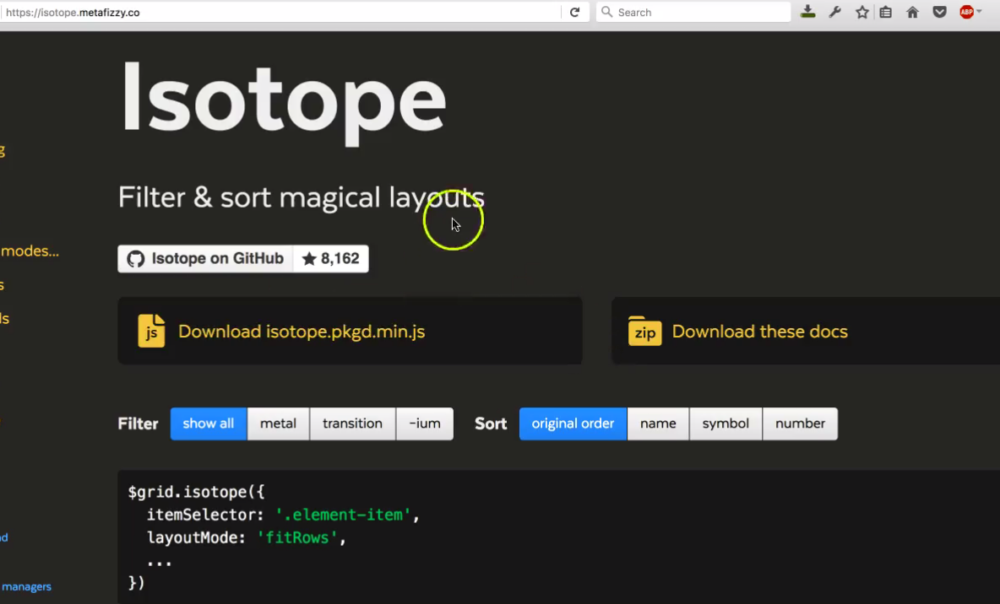 https://isotope.metafizzy.co
Search
ABP
Isotope
g
Filter & sort magical layouts
modes...
Isotope on GitHub 8,162
s
ls
js Download isotope.pkgd.min.js
zip Download these docs
Filter show all metal transition -ium Sort original order name symbol number
$grid.isotope({
itemSelector: '.element-item',
layoutMode: 'fitRows',
...
})
d
managers